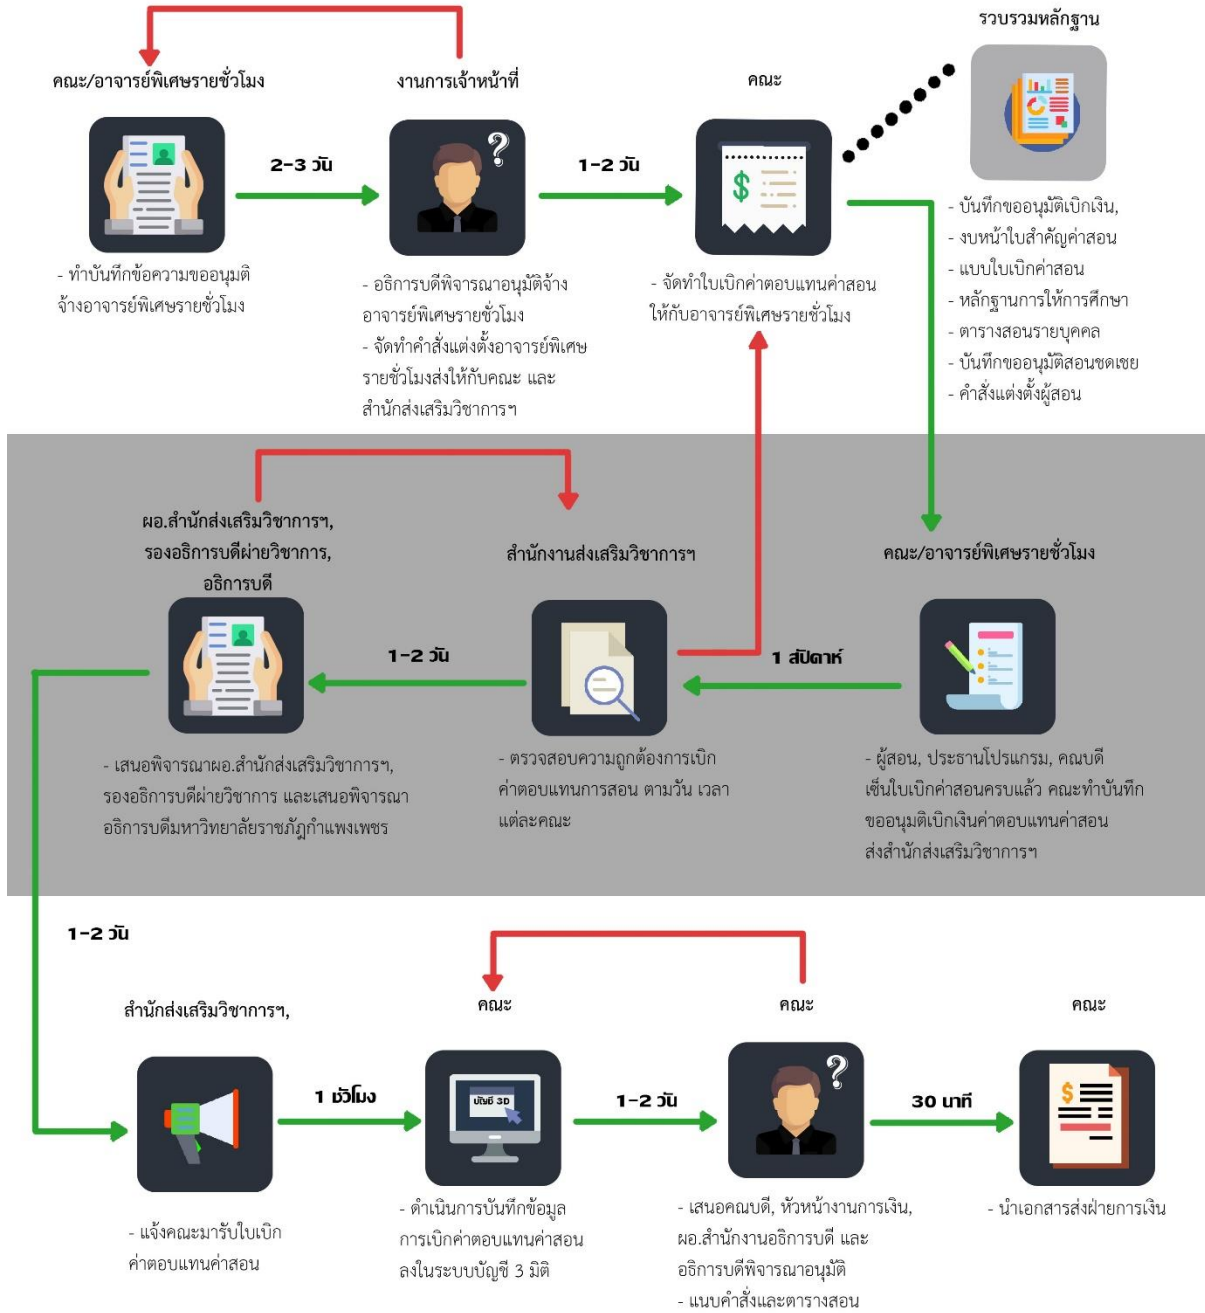 รวบรวมหลักฐาน
คณะ/อาจารย์พิเศษรายชั่วโมง
งานการเจ้าหน้าที่
คณะ
2-3 วัน
1-2 วัน
- ทำบันทึกข้อความขออนุมติ
จ้างอาจารย์พิเศษรายชั่วโมง
- อธิการบดีพิจารณาอนุมัติจ้าง
อาจารย์พิเศษรายชั่วโมง
- จัดทำคำสั่งแต่งตั้งอาจารย์พิเศษ
รายชั่วโมงส่งให้กับคณะ และ
สำนักส่งเสริมวิชาการฯ
- จัดทำใบเบิกค่าตอบแทนค่าสอน
ให้กับอาจารย์พิเศษรายชั่วโมง
- บันทึกขออนุมัติเบิกเงิน,
- งบหน้าใบสำคัญค่าสอน
- แบบใบเบิกค่าสอน
- หลักฐานการให้การศึกษา
- ตารางสอนรายบุคคล
- บันทึกขออนุมัติสอนชดเชย
- คำสั่งแต่งตั้งผู้สอน
ผอ.สำนักส่งเสริมวิชาการฯ,
รองอธิการบดีฝ่ายวิชาการ,
อธิการบดี
สำนักงานส่งเสริมวิชาการฯ
คณะ/อาจารย์พิเศษรายชั่วโมง
1-2 วัน
1 สัปดาห์
- เสนอพิจารณาผอ.สำนักส่งเสริมวิชาการฯ,
รองอธิการบดีฝ่ายวิชาการ และเสนอพิจารณา
อธิการบดีมหาวิทยาลัยราชภัฏกำแพงเพชร
- ตรวจสอบความถูกต้องการเบิก
ค่าตอบแทนการสอน ตามวัน เวลา
แต่ละคณะ
- ผู้สอน, ประธานโปรแกรม, คณบดี
เซ็นใบเบิกค่าสอนครบแล้ว คณะทำบันทึก
ขออนุมติเบิกเงินค่าตอบแทนค่าสอน
ส่งสำนักส่งเสริมวิชาการฯ
1-2 วัน
สำนักส่งเสริมวิชาการฯ,
คณะ
คณะ
คณะ
1 ชั่วโมง
บัญชี 3D
1-2 วัน
30 นาที
- แจ้งคณะมารับใบเบิก
ค่าตอบแทนค่าสอน
- ดำเนินการบันทึกข้อมูล
การเบิกค่าตอบแทนค่าสอน
ลงในระบบบัญชี 3 มิติ
- เสนอคณบดี, หัวหน้างานการเงิน,
ผอ.สำนักงานอธิการบดี และ
อธิการบดีพิจารณาอนุมัติ
- แนบคำสั่งและตารางสอน
- นำเอกสารส่งฝ่ายการเงิน